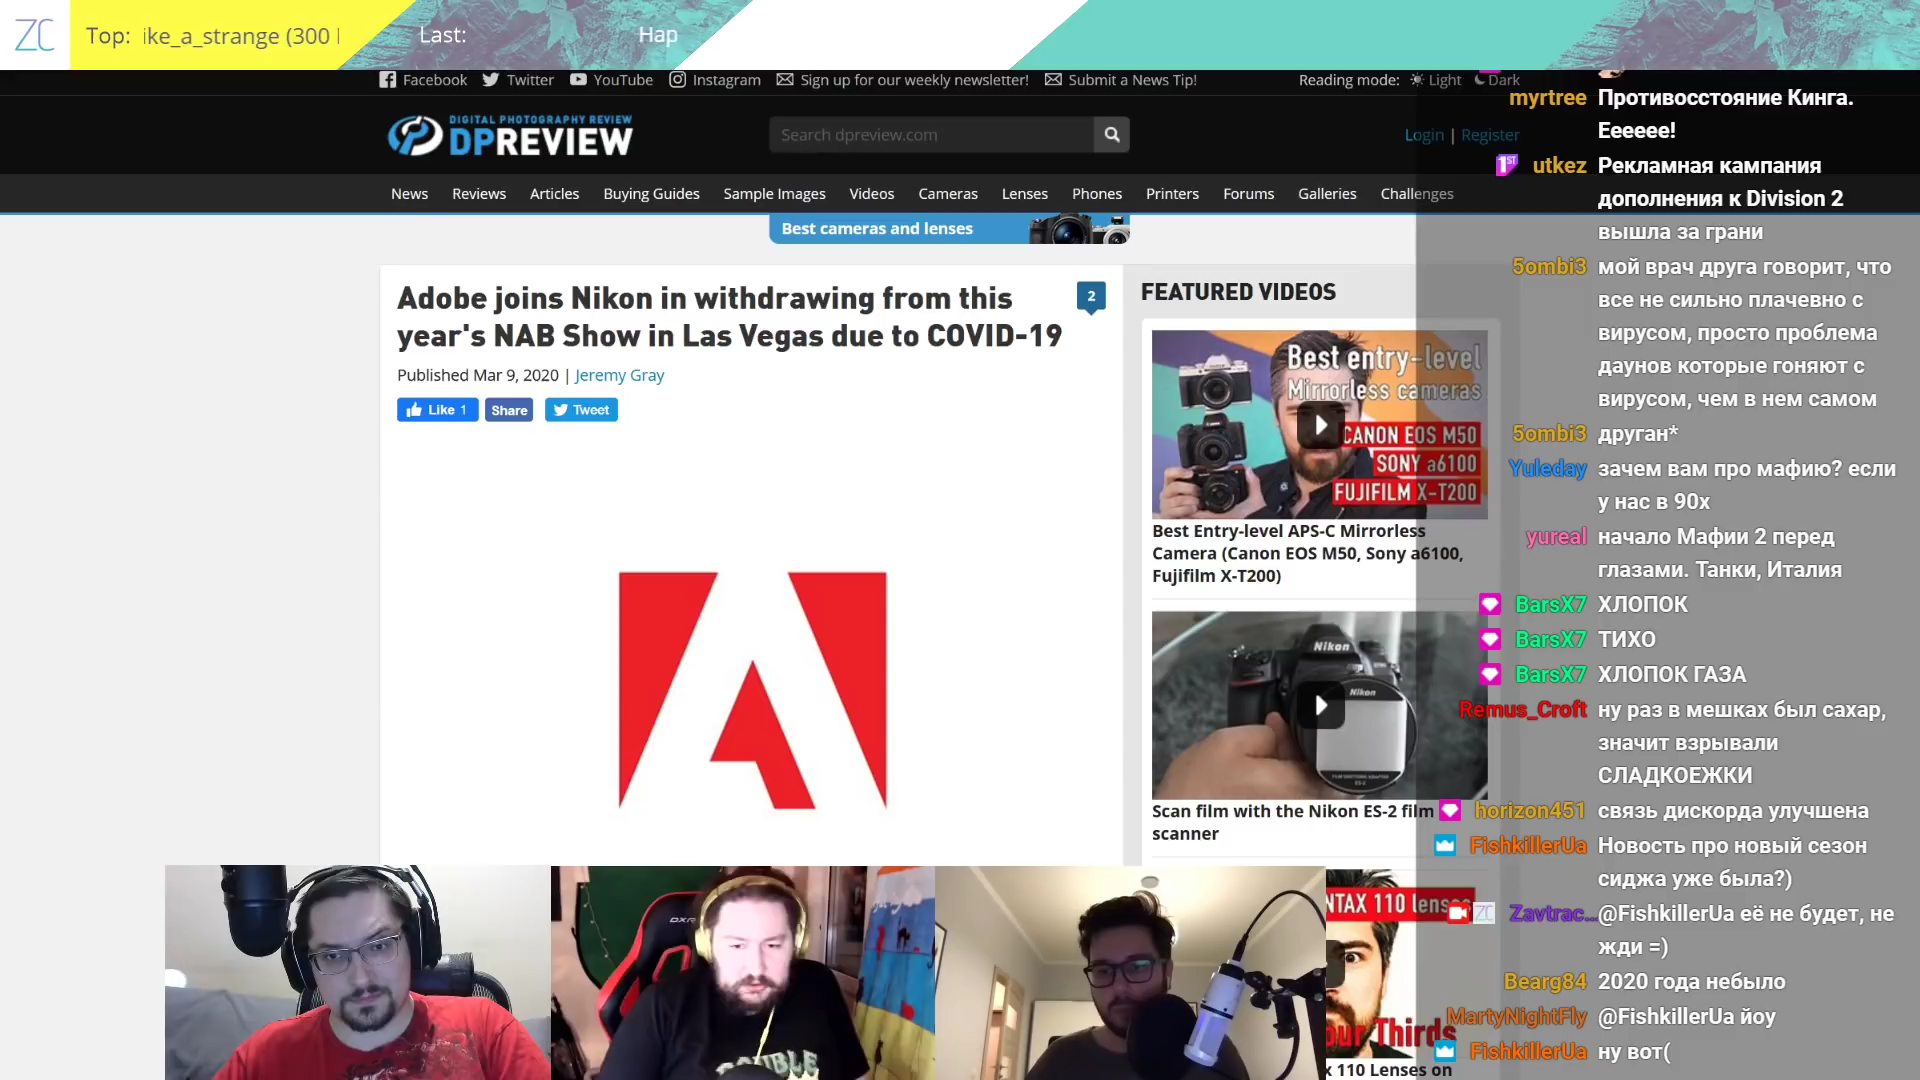 ZC
Top: ike_a_strange (300
Last:
Нар
Facebook Twitter YouTube Instagram Sign up for our weekly newsletter! Submit a News Tip!
Reading mode: Light Dark
DIGITAL PHOTOGRAPHY REVIEW
DPREVIEW
Search dpreview.com
Login | Register
News Reviews Articles Buying Guides Sample Images Videos Cameras Lenses Phones Printers Forums Galleries Challenges
Best cameras and lenses
Adobe joins Nikon in withdrawing from this
year's NAB Show in Las Vegas due to COVID-19
2
Published Mar 9, 2020 | Jeremy Gray
Like 1 Share Tweet
FEATURED VIDEOS
Best entry-level
Mirrorless cameras
CANON EOS M50
SONY a6100
FUJIFILM X-T200
Best Entry-level APS-C Mirrorless
Camera (Canon EOS M50, Sony a6100,
Fujifilm X-T200)
Nikon
Nikon
Scan film with the Nikon ES-2 film
scanner
NTAX 110 lens
our Thirds
x 110 Lenses on
DXR
myrtree Противосстояние Кинга.
Ееееее!
1ST utkez Рекламная кампания
дополнения к Division 2
вышла за грани
5ombi3 мой врач друга говорит, что
все не сильно плачевно с
вирусом, просто проблема
даунов которые гоняют с
вирусом, чем в нем самом
5ombi3 друган*
Yuleday зачем вам про мафию? если
у нас в 90х
yureal начало Мафии 2 перед
глазами. Танки, Италия
BarsX7 ХЛОПОК
BarsX7 ТИХО
BarsX7 ХЛОПОК ГАЗА
Remus_Croft ну раз в мешках был сахар,
значит взрывали
СЛАДКОЕЖКИ
horizon451 связь дискорда улучшена
FishkillerUa Новость про новый сезон
сиджа уже была?)
ZC Zavtrac... @FishkillerUa её не будет, не
жди =)
Bearg84 2020 года небыло
MartyNightFly @FishkillerUa йоу
FishkillerUa ну вот(